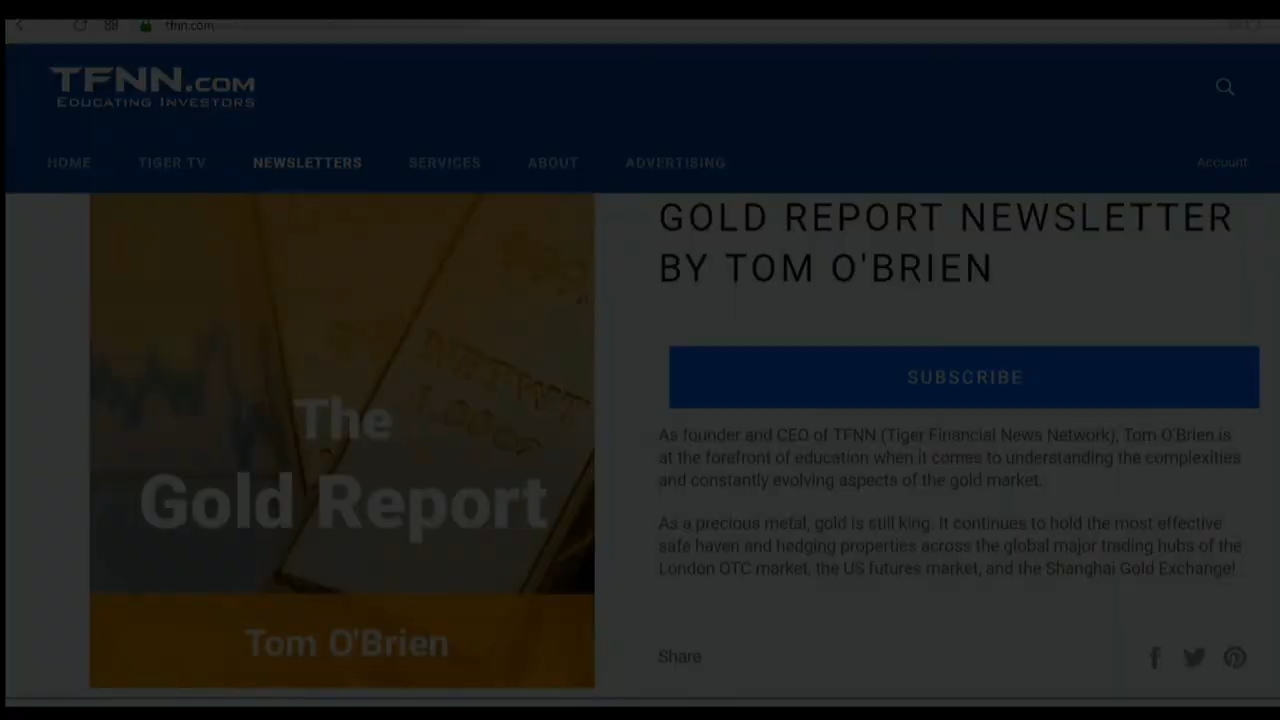 tfnn.com
TFNN.COM
EDUCATING INVESTORS
HOME TIGER TV NEWSLETTERS SERVICES ABOUT ADVERTISING Account
GOLD REPORT NEWSLETTER
BY TOM O'BRIEN
SUBSCRIBE
As founder and CEO of TFNN (Tiger Financial News Network), Tom O'Brien is
at the forefront of education when it comes to understanding the complexities
and constantly evolving aspects of the gold market.
As a precious metal, gold is still king. It continues to hold the most effective
safe haven and hedging properties across the global major trading hubs of the
London OTC market, the US futures market, and the Shanghai Gold Exchange!
Share
The
Gold Report
Tom O'Brien